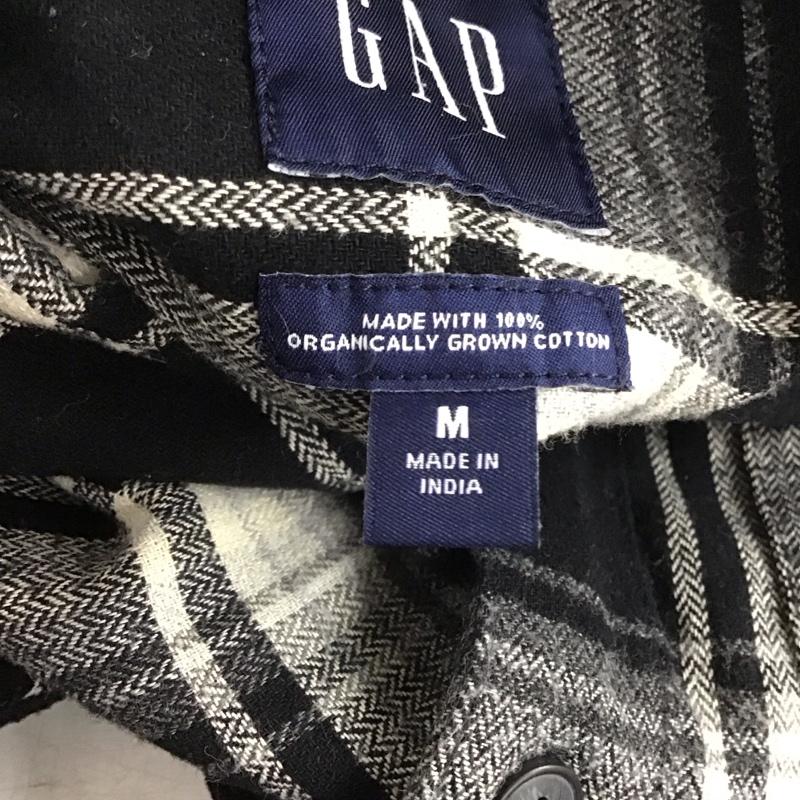 GAP
MADE WITH 100%
ORGANICALLY GROWN COTTON
M
MADE IN
INDIA